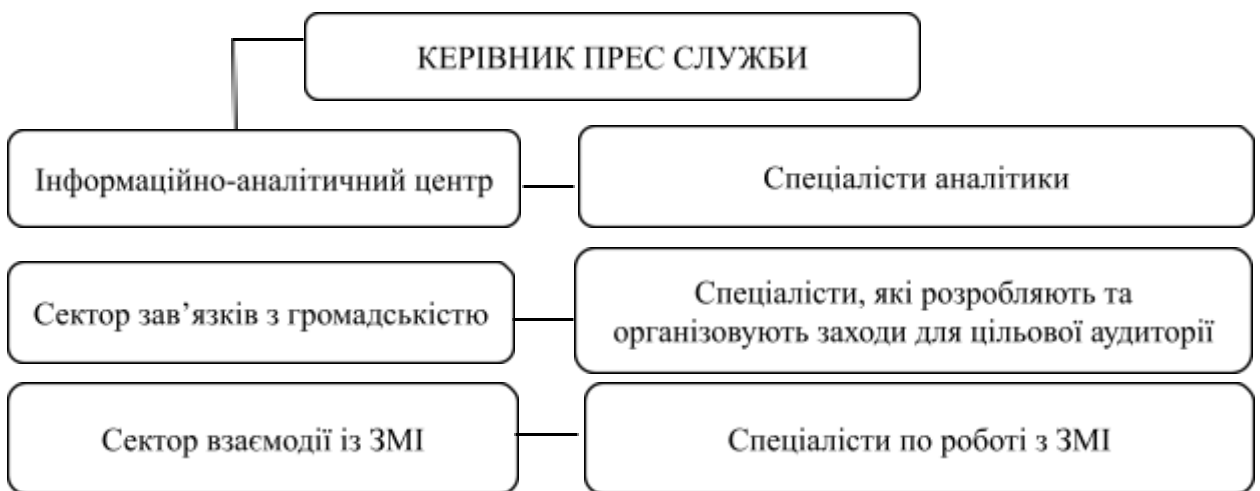 КЕРІВНИК ПРЕС СЛУЖБИ
Інформаційно-аналітичний центр
Спеціалісти аналітики
Сектор зав’язків з громадськістю
Спеціалісти, які розробляють та
організовують заходи для цільової аудиторії
Сектор взаємодії із ЗМІ
Спеціалісти по роботі з ЗМІ